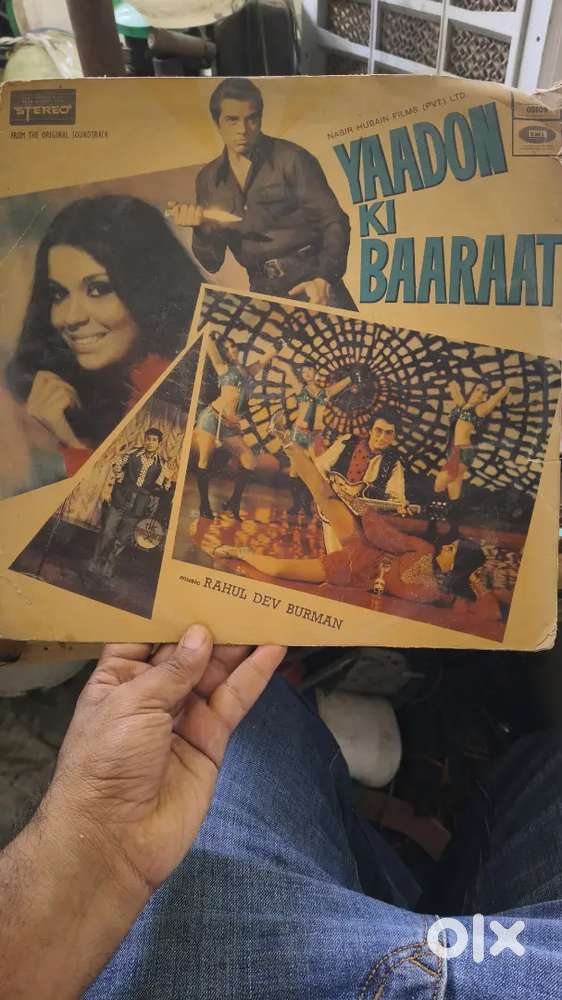 STEREO
FROM THE ORIGINAL SOUNDTRACK
NASIR HUSAIN FILMS (PVT.) LTD.
YAADON
KI
BAARAAT
EMI
music RAHUL DEV BURMAN
olx